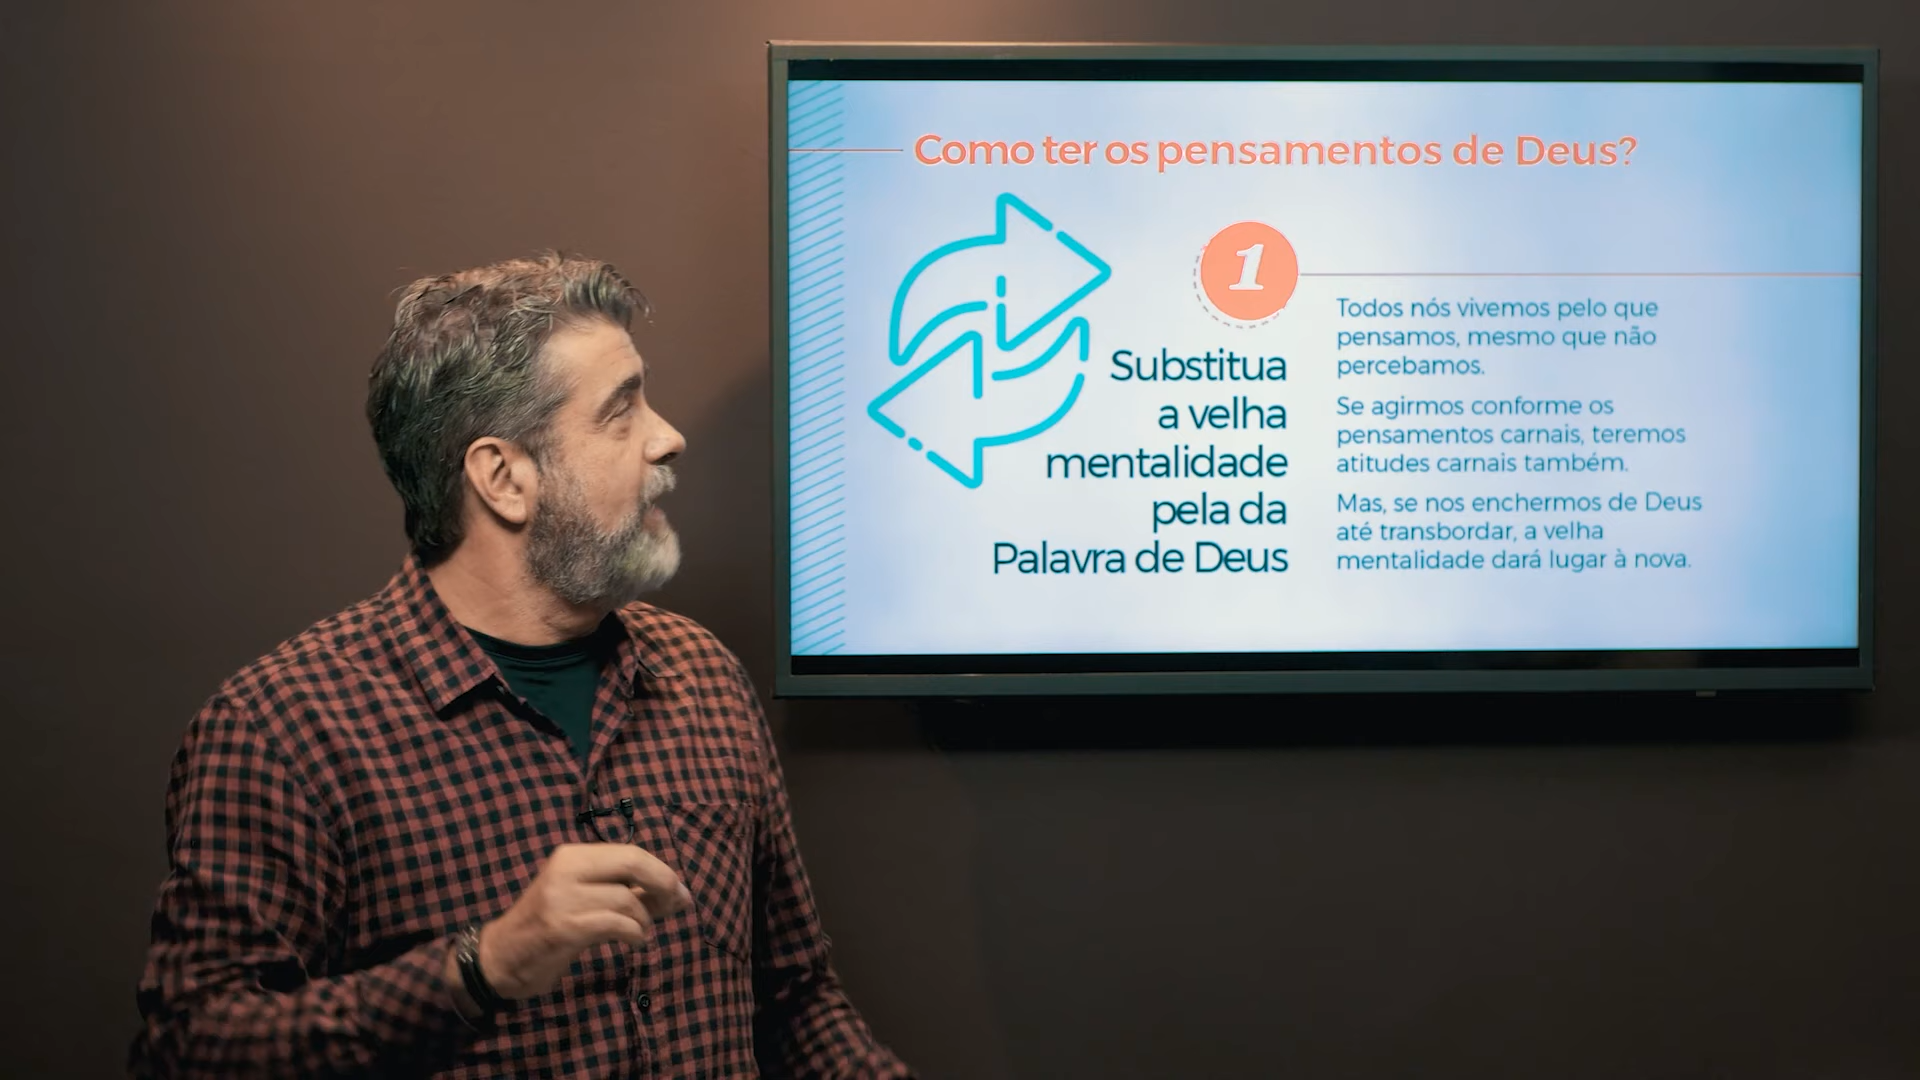 Como ter os pensamentos de Deus?
1
Substitua
a velha
mentalidade
pela da
Palavra de Deus
Todos nós vivemos pelo que
pensamos, mesmo que não
percebamos.
Se agirmos conforme os
pensamentos carnais, teremos
atitudes carnais também.
Mas, se nos enchermos de Deus
até transbordar, a velha
mentalidade dará lugar à nova.